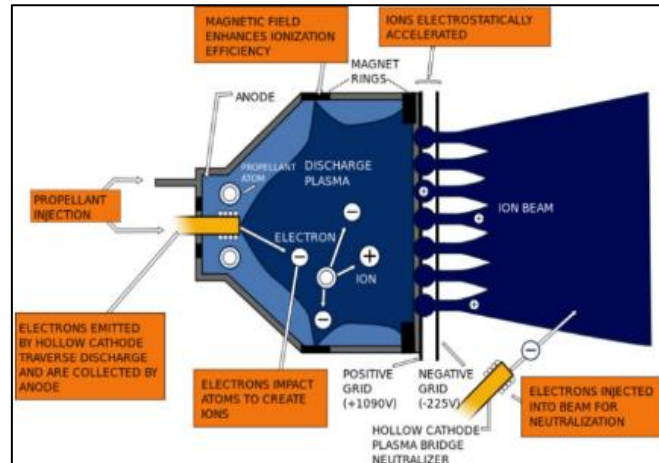 MAGNETIC FIELD
ENHANCES IONIZATION
EFFICIENCY
IONS ELECTROSTATICALLY
ACCELERATED
MAGNET
RINGS
ANODE
PROPELLANT
ATOM
DISCHARGE
PLASMA
PROPELLANT
INJECTION
ION BEAM
ELECTRON
ION
ELECTRONS EMITTED
BY HOLLOW CATHODE
TRAVERSE DISCHARGE
AND ARE COLLECTED BY
ANODE
ELECTRONS IMPACT
ATOMS TO CREATE
IONS
POSITIVE
GRID
(+1090V)
NEGATIVE
GRID
(-225V)
HOLLOW CATHODE
PLASMA BRIDGE
NEUTRALIZER
ELECTRONS INJECTED
INTO BEAM FOR
NEUTRALIZATION